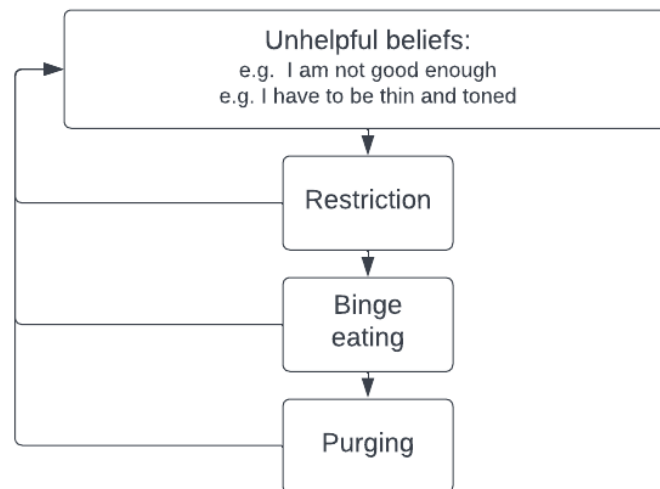 Unhelpful beliefs:
e.g. I am not good enough
e.g. I have to be thin and toned
Restriction
Binge
eating
Purging